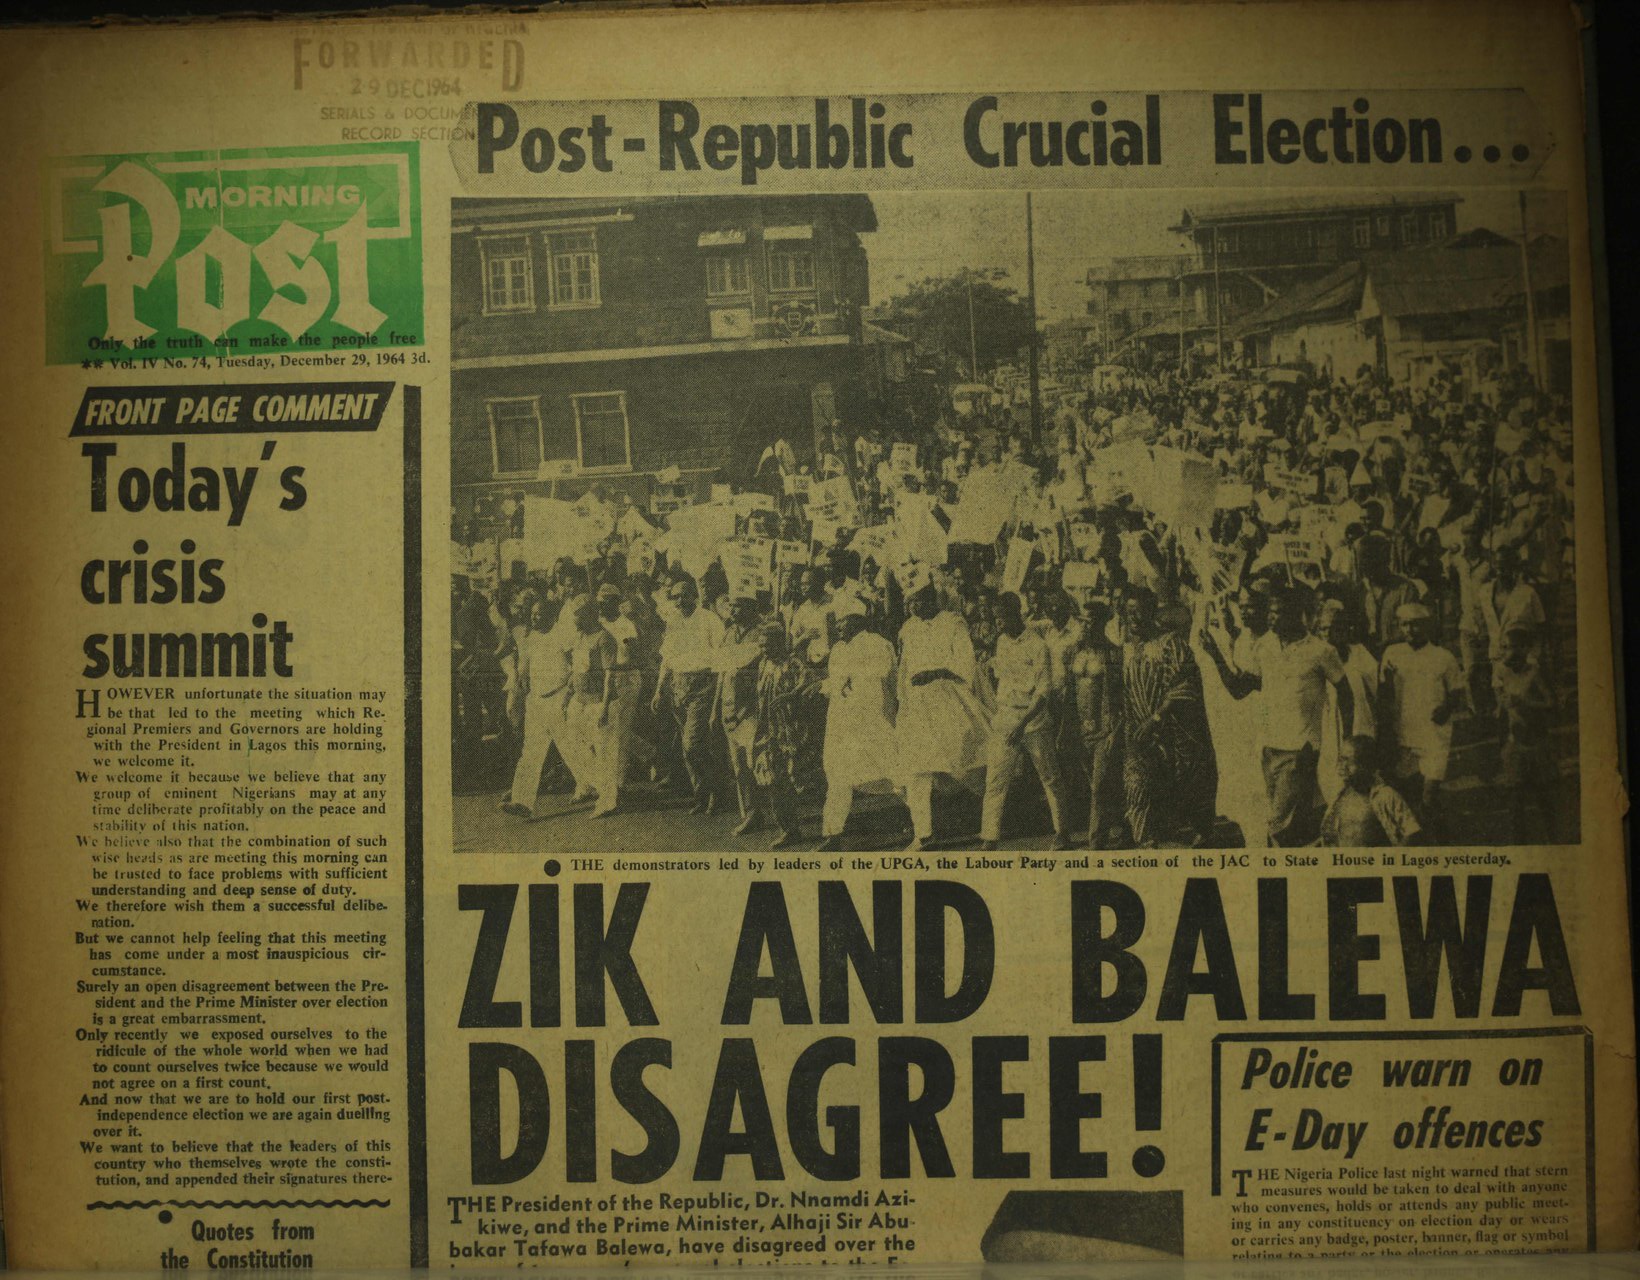 FORWARDED
29 DEC 1964
SERIALS & DOCUME
RECORD SECTION
Post-Republic Crucial Election...
MORNING
Post
Only the truth can make the people free
** Vol. IV No. 74, Tuesday, December 29, 1964 3d.
FRONT PAGE COMMENT
Today's
crisis
summit
HOWEVER unfortunate the situation may
be that led to the meeting which Re-
gional Premiers and Governors are holding
with the President in Lagos this morning,
we welcome it.
We welcome it because we believe that any
group of eminent Nigerians may at any
time deliberate profitably on the peace and
stability of this nation.
We believe also that the combination of such
wise heads as are meeting this morning can
be trusted to face problems with sufficient
understanding and deep sense of duty.
We therefore wish them a successful delibe-
ration.
But we cannot help feeling that this meeting
has come under a most inauspicious cir-
cumstance.
Surely an open disagreement between the Pre-
sident and the Prime Minister over election
is a great embarrassment.
Only recently we exposed ourselves to the
ridicule of the whole world when we had
to count ourselves twice because we would
not agree on a first count.
And now that we are to hold our first post-
independence election we are again duelling
over it.
We want to believe that the leaders of this
country who themselves wrote the consti-
tution, and appended their signatures there-
● Quotes from
the Constitution
● THE demonstrators led by leaders of the UPGA, the Labour Party and a section of the JAC to State House in Lagos yesterday.
ZIK AND BALEWA
DISAGREE!
THE President of the Republic, Dr. Nnamdi Azi-
kiwe, and the Prime Minister, Alhaji Sir Abu-
bakar Tafawa Balewa, have disagreed over the
Police warn on
E-Day offences
THE Nigeria Police last night warned that stern
measures would be taken to deal with anyone
who convenes, holds or attends any public meet-
ing in any constituency on election day or wears
or carries any badge, poster, banner, flag or symbol
relating to a party or the election or operates any